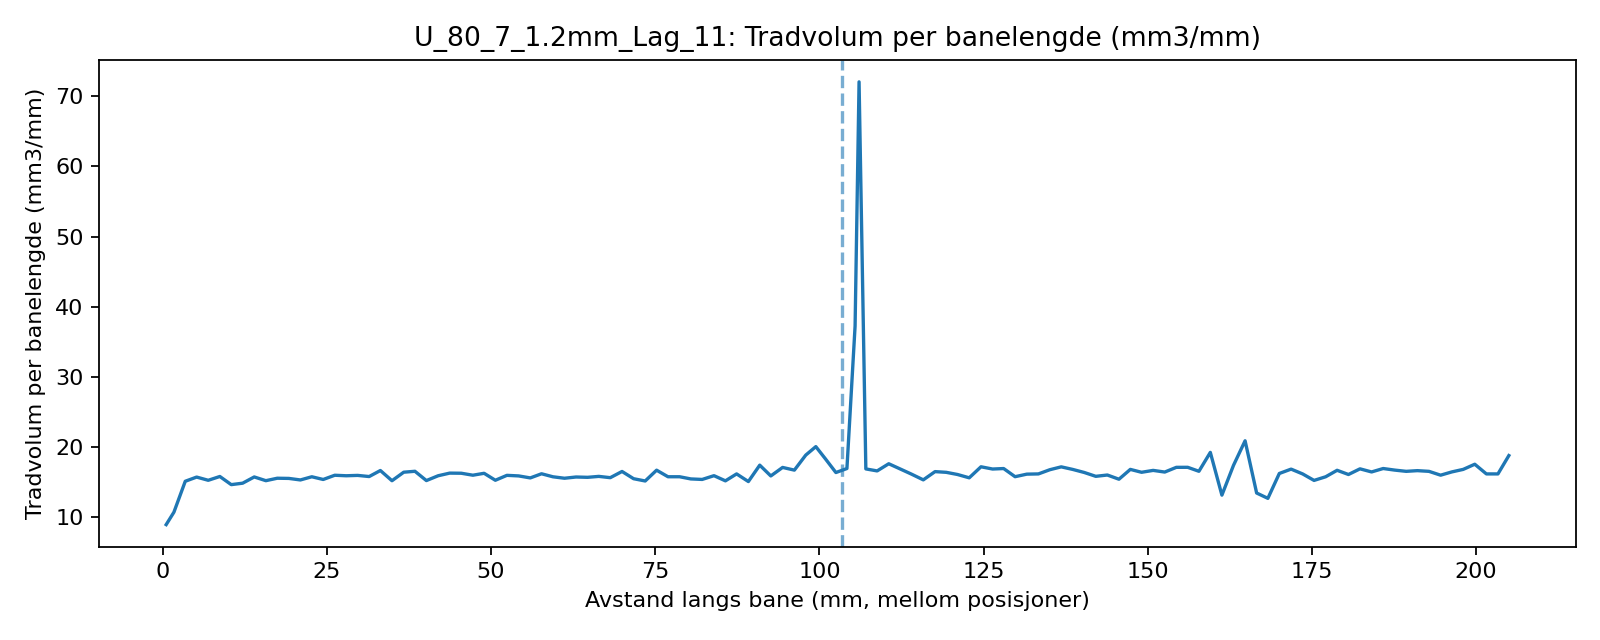 U_80_7_1.2mm_Lag_11: Tradvolum per banelengde (mm3/mm)
Tradvolum per banelengde (mm3/mm)
70
60
50
40
30
20
10
0 25 50 75 100 125 150 175 200
Avstand langs bane (mm, mellom posisjoner)